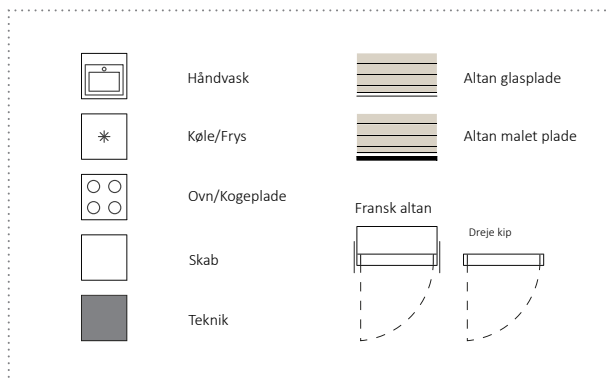 Håndvask
Køle/Frys
Ovn/Kogeplade
Skab
Teknik
Altan glasplade
Altan malet plade
Fransk altan
Dreje kip